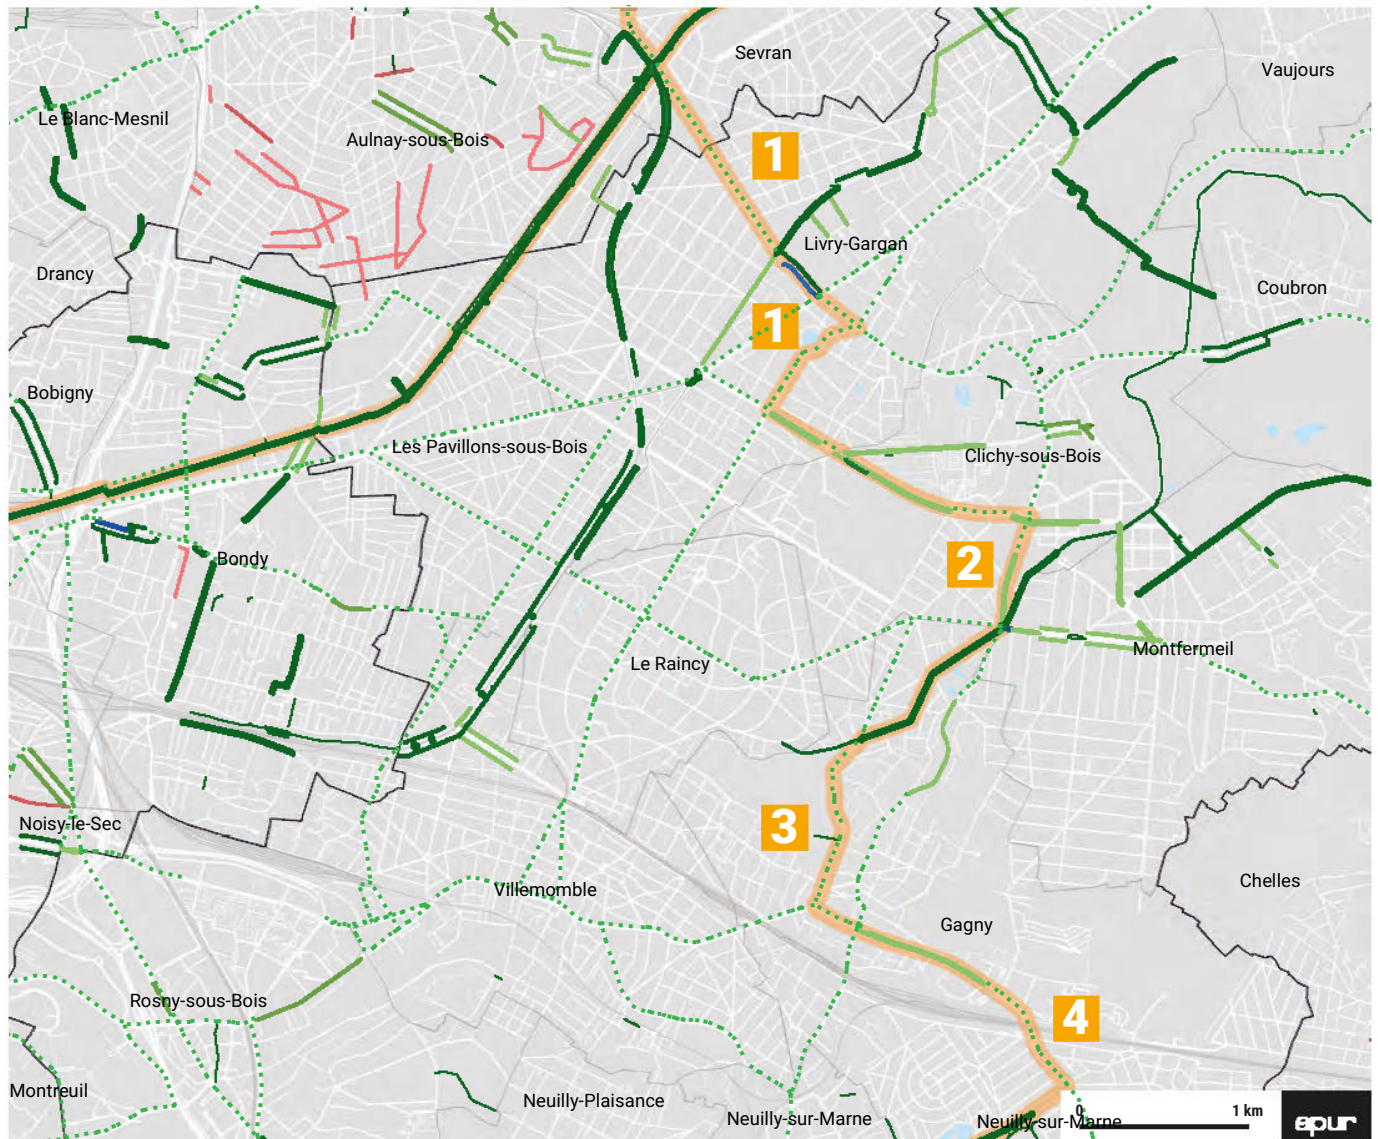 Sevran
Vaujours
Le Blanc-Mesnil
Aulnay-sous-Bois
1
Livry-Gargan
Drancy
Coubron
1
Bobigny
Les Pavillons-sous-Bois
Clichy-sous-Bois
Bondy
2
Le Raincy
Montfermeil
Noisy-le-Sec
3
Villemomble
Chelles
Gagny
Rosny-sous-Bois
4
Montreuil
Neuilly-Plaisance
Neuilly-sur-Marne
Neuilly-sur-Marne
0 1 km
apur